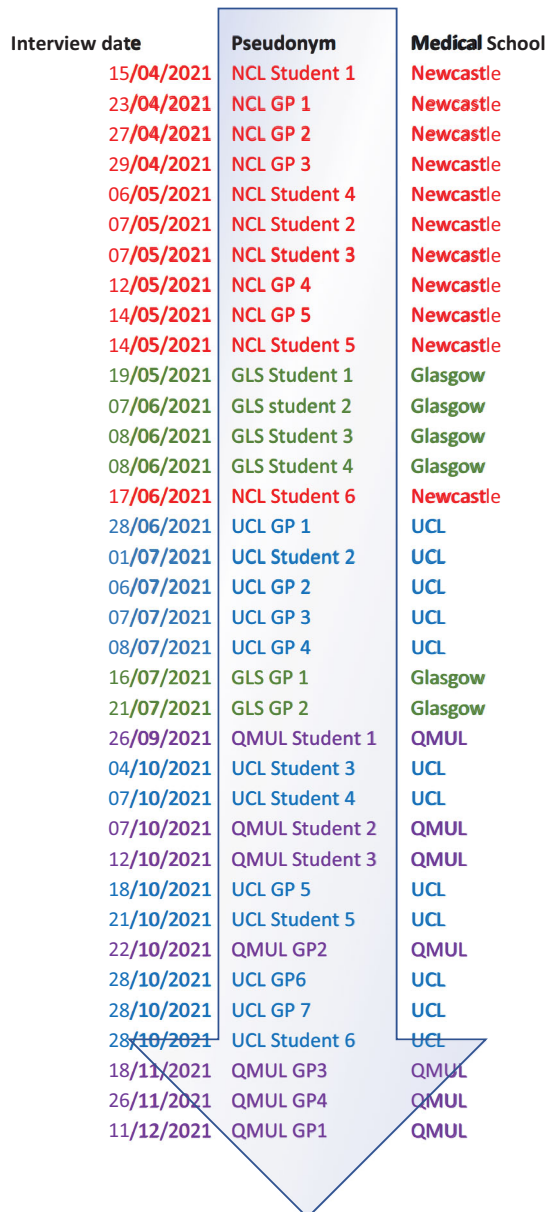 Interview date Pseudonym Medical School
15/04/2021 NCL Student 1 Newcastle
23/04/2021 NCL GP 1 Newcastle
27/04/2021 NCL GP 2 Newcastle
29/04/2021 NCL GP 3 Newcastle
06/05/2021 NCL Student 4 Newcastle
07/05/2021 NCL Student 2 Newcastle
07/05/2021 NCL Student 3 Newcastle
12/05/2021 NCL GP 4 Newcastle
14/05/2021 NCL GP 5 Newcastle
14/05/2021 NCL Student 5 Newcastle
19/05/2021 GLS Student 1 Glasgow
07/06/2021 GLS student 2 Glasgow
08/06/2021 GLS Student 3 Glasgow
08/06/2021 GLS Student 4 Glasgow
17/06/2021 NCL Student 6 Newcastle
28/06/2021 UCL GP 1 UCL
01/07/2021 UCL Student 2 UCL
06/07/2021 UCL GP 2 UCL
07/07/2021 UCL GP 3 UCL
08/07/2021 UCL GP 4 UCL
16/07/2021 GLS GP 1 Glasgow
21/07/2021 GLS GP 2 Glasgow
26/09/2021 QMUL Student 1 QMUL
04/10/2021 UCL Student 3 UCL
07/10/2021 UCL Student 4 UCL
07/10/2021 QMUL Student 2 QMUL
12/10/2021 QMUL Student 3 QMUL
18/10/2021 UCL GP 5 UCL
21/10/2021 UCL Student 5 UCL
22/10/2021 QMUL GP2 QMUL
28/10/2021 UCL GP6 UCL
28/10/2021 UCL GP 7 UCL
28/10/2021 UCL Student 6 UCL
18/11/2021 QMUL GP3 QMUL
26/11/2021 QMUL GP4 QMUL
11/12/2021 QMUL GP1 QMUL